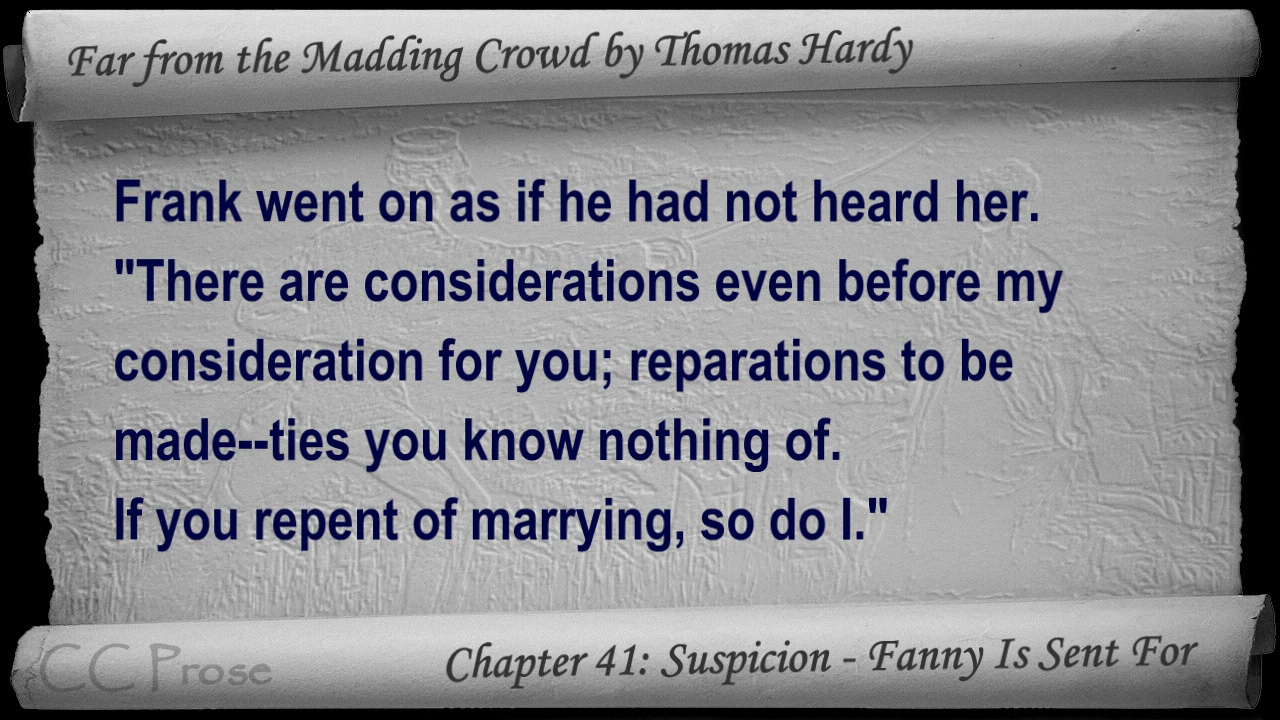 Far from the Madding Crowd by Thomas Hardy
Frank went on as if he had not heard her.
"There are considerations even before my
consideration for you; reparations to be
made--ties you know nothing of.
If you repent of marrying, so do I."
CC Prose
Chapter 41: Suspicion - Fanny Is Sent For